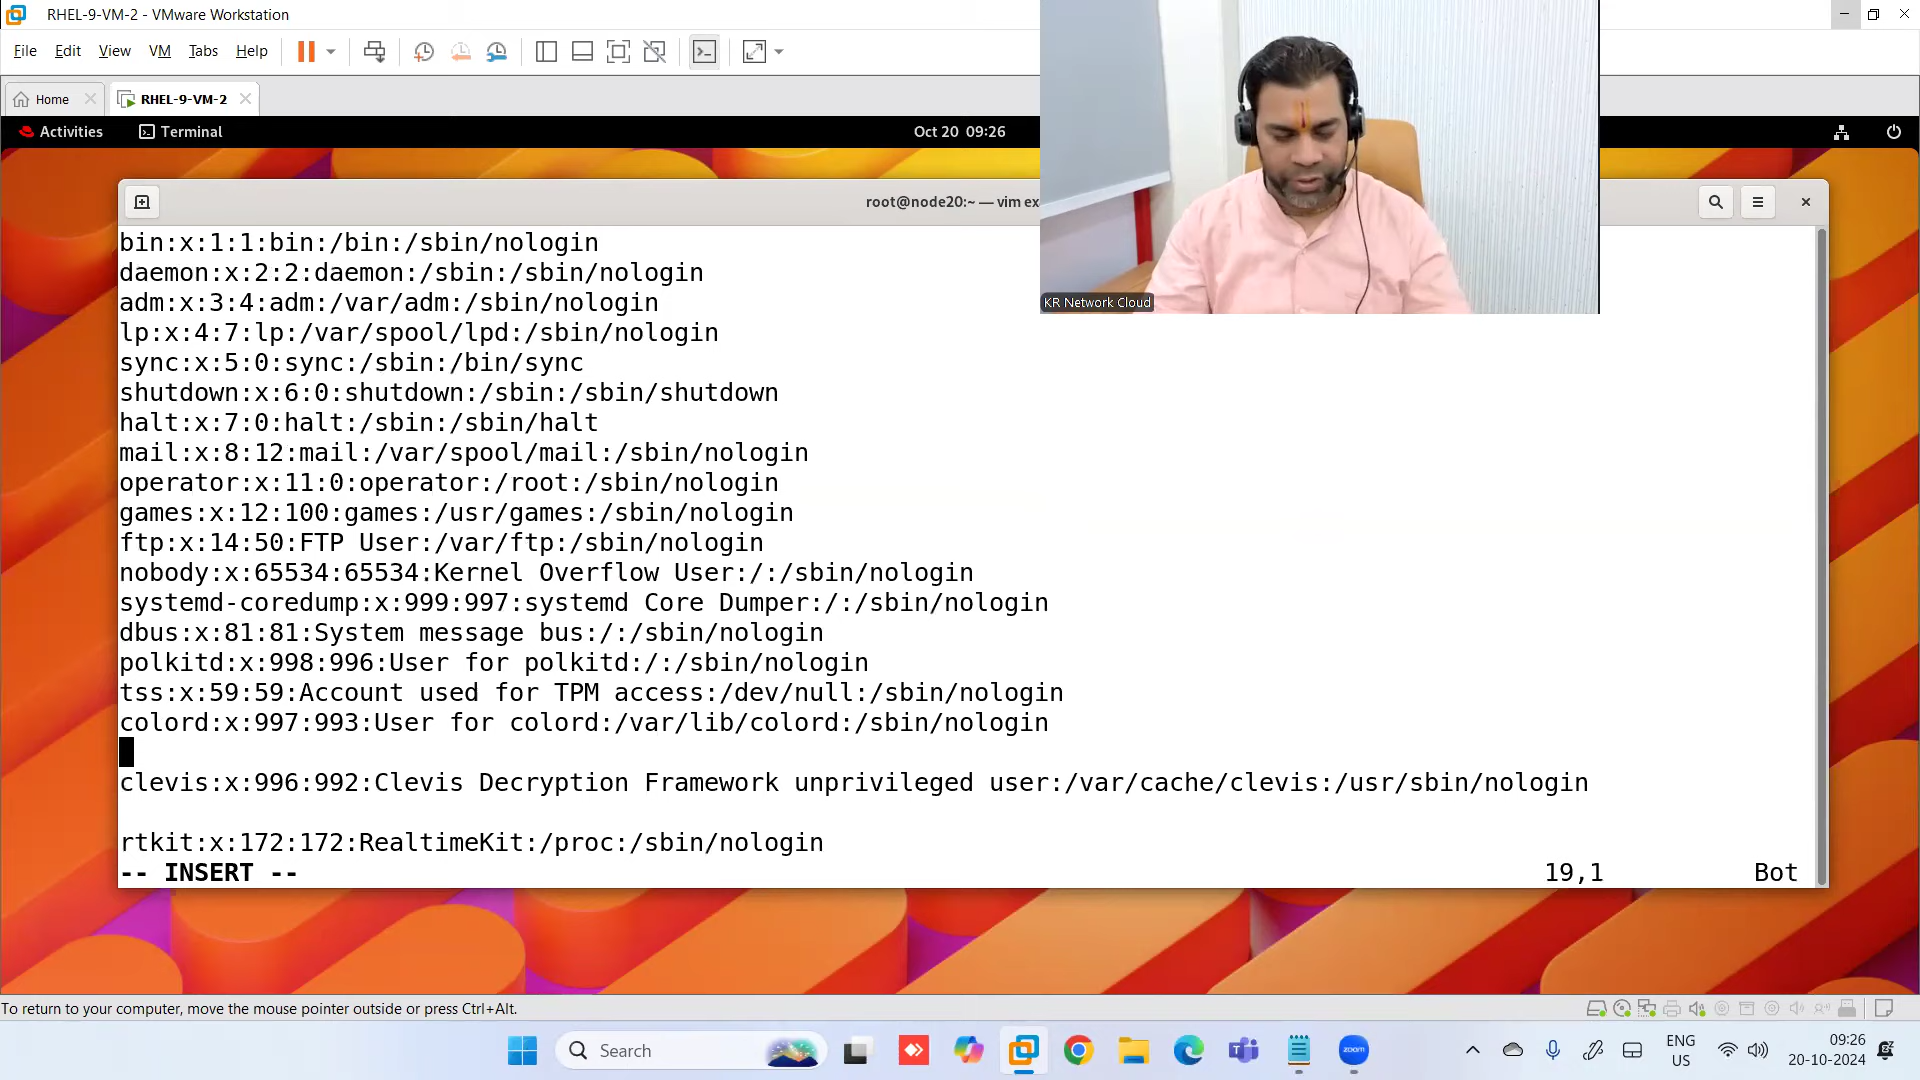 RHEL-9-VM-2 - VMware Workstation
File Edit View VM Tabs Help
Home RHEL-9-VM-2
Activities Terminal Oct 20 09:26
root@node20:~ — vim ex
KR Network Cloud
bin:x:1:1:bin:/bin:/sbin/nologin
daemon:x:2:2:daemon:/sbin:/sbin/nologin
adm:x:3:4:adm:/var/adm:/sbin/nologin
lp:x:4:7:lp:/var/spool/lpd:/sbin/nologin
sync:x:5:0:sync:/sbin:/bin/sync
shutdown:x:6:0:shutdown:/sbin:/sbin/shutdown
halt:x:7:0:halt:/sbin:/sbin/halt
mail:x:8:12:mail:/var/spool/mail:/sbin/nologin
operator:x:11:0:operator:/root:/sbin/nologin
games:x:12:100:games:/usr/games:/sbin/nologin
ftp:x:14:50:FTP User:/var/ftp:/sbin/nologin
nobody:x:65534:65534:Kernel Overflow User:/:/sbin/nologin
systemd-coredump:x:999:997:systemd Core Dumper:/:/sbin/nologin
dbus:x:81:81:System message bus:/:/sbin/nologin
polkitd:x:998:996:User for polkitd:/:/sbin/nologin
tss:x:59:59:Account used for TPM access:/dev/null:/sbin/nologin
colord:x:997:993:User for colord:/var/lib/colord:/sbin/nologin
clevis:x:996:992:Clevis Decryption Framework unprivileged user:/var/cache/clevis:/usr/sbin/nologin
rtkit:x:172:172:RealtimeKit:/proc:/sbin/nologin
-- INSERT -- 19,1 Bot
To return to your computer, move the mouse pointer outside or press Ctrl+Alt.
Search zoom ENG 09:26
US 20-10-2024